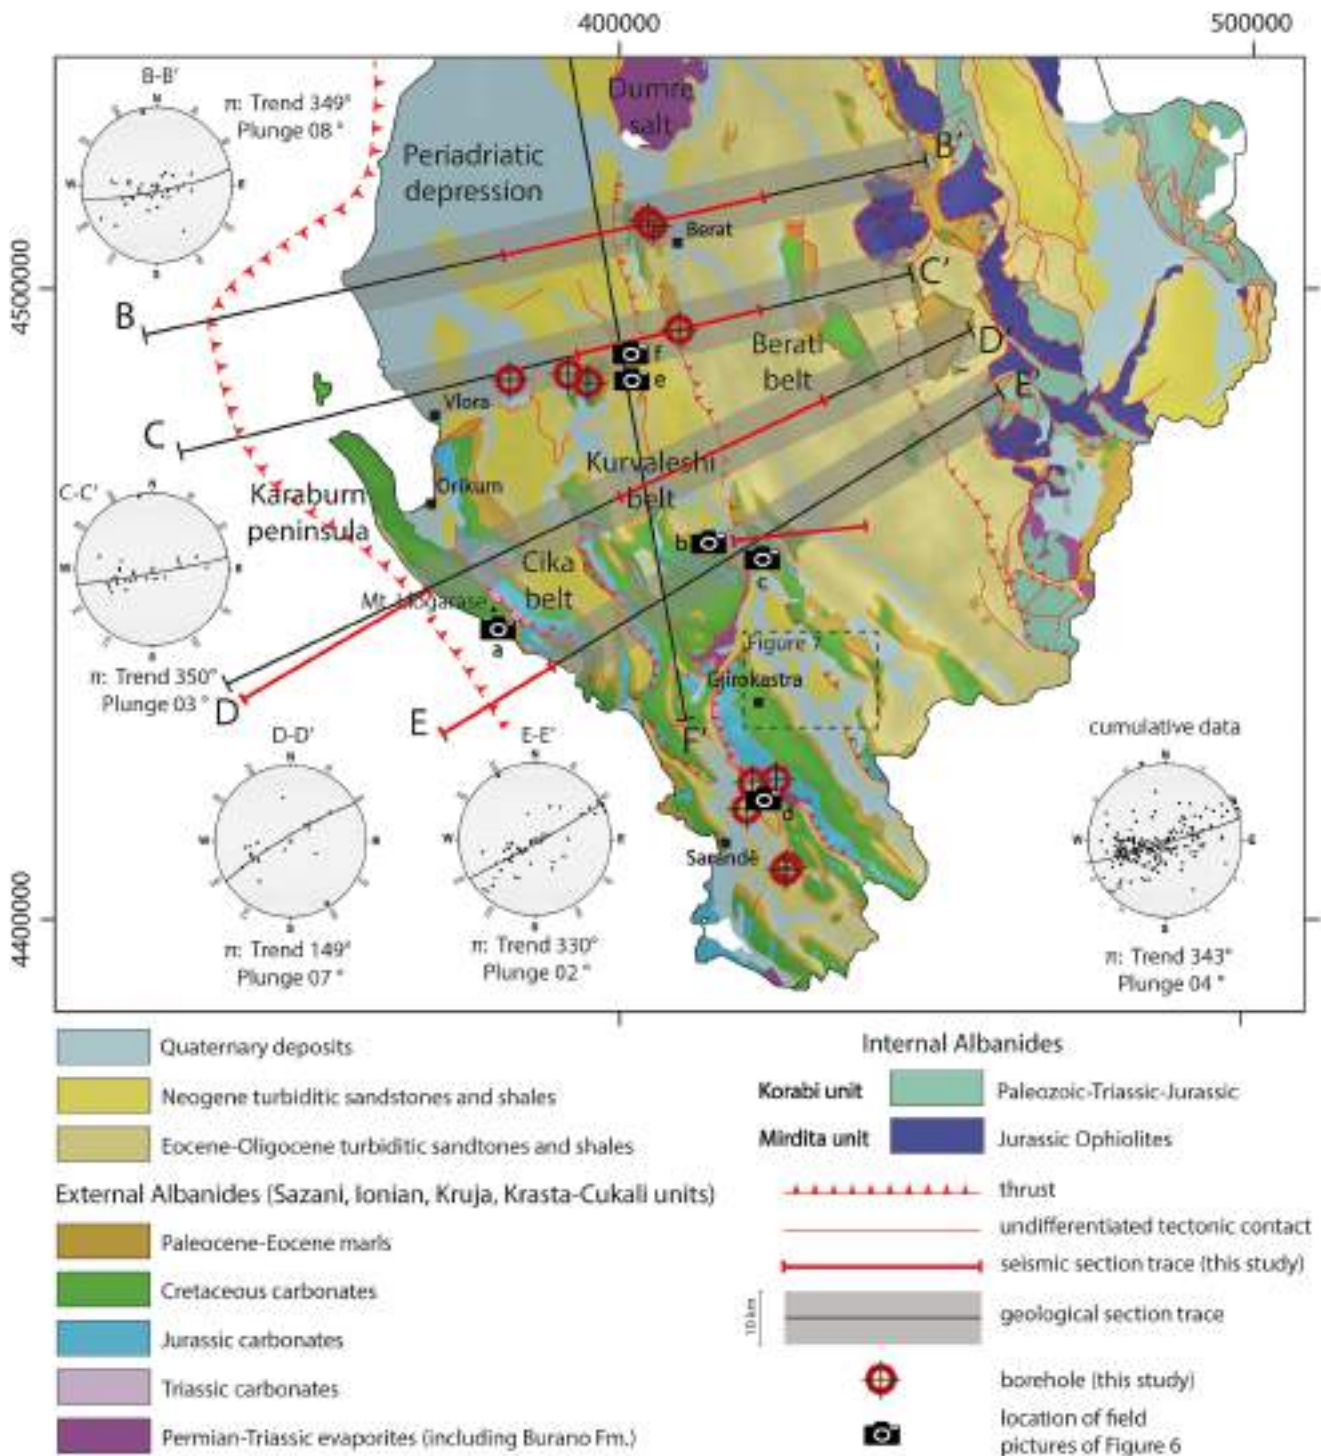 400000
500000
4500000
4400000
B-B'
π: Trend 349°
Plunge 08 °
N
W
E
S
Periadriatic
depression
Dumre
salt
B'
Berat
C'
B
f
e
Berati
belt
D'
E'
Vlora
C
Kurvaleshi
belt
Orikum
Karaburn
peninsula
C-C'
N
W
E
S
π: Trend 350°
Plunge 03 °
b
c
Cika
belt
a
Figure 7
Gjirokastra
D
E
F'
D-D'
N
W
S
π: Trend 149°
Plunge 07 °
E-E'
N
W
E
S
π: Trend 330°
Plunge 02 °
d
Sarandë
cumulative data
N
W
E
S
π: Trend 343°
Plunge 04 °
Quaternary deposits
Neogene turbiditic sandstones and shales
Eocene-Oligocene turbiditic sandtones and shales
External Albanides (Sazani, Ionian, Kruja, Krasta-Cukali units)
Paleocene-Eocene marls
Cretaceous carbonates
Jurassic carbonates
Triassic carbonates
Permian-Triassic evaporites (including Burano Fm.)
Internal Albanides
Korabi unit
Paleozoic-Triassic-Jurassic
Mirdita unit
Jurassic Ophiolites
thrust
undifferentiated tectonic contact
seismic section trace (this study)
10 km
geological section trace
borehole (this study)
location of field
pictures of Figure 6